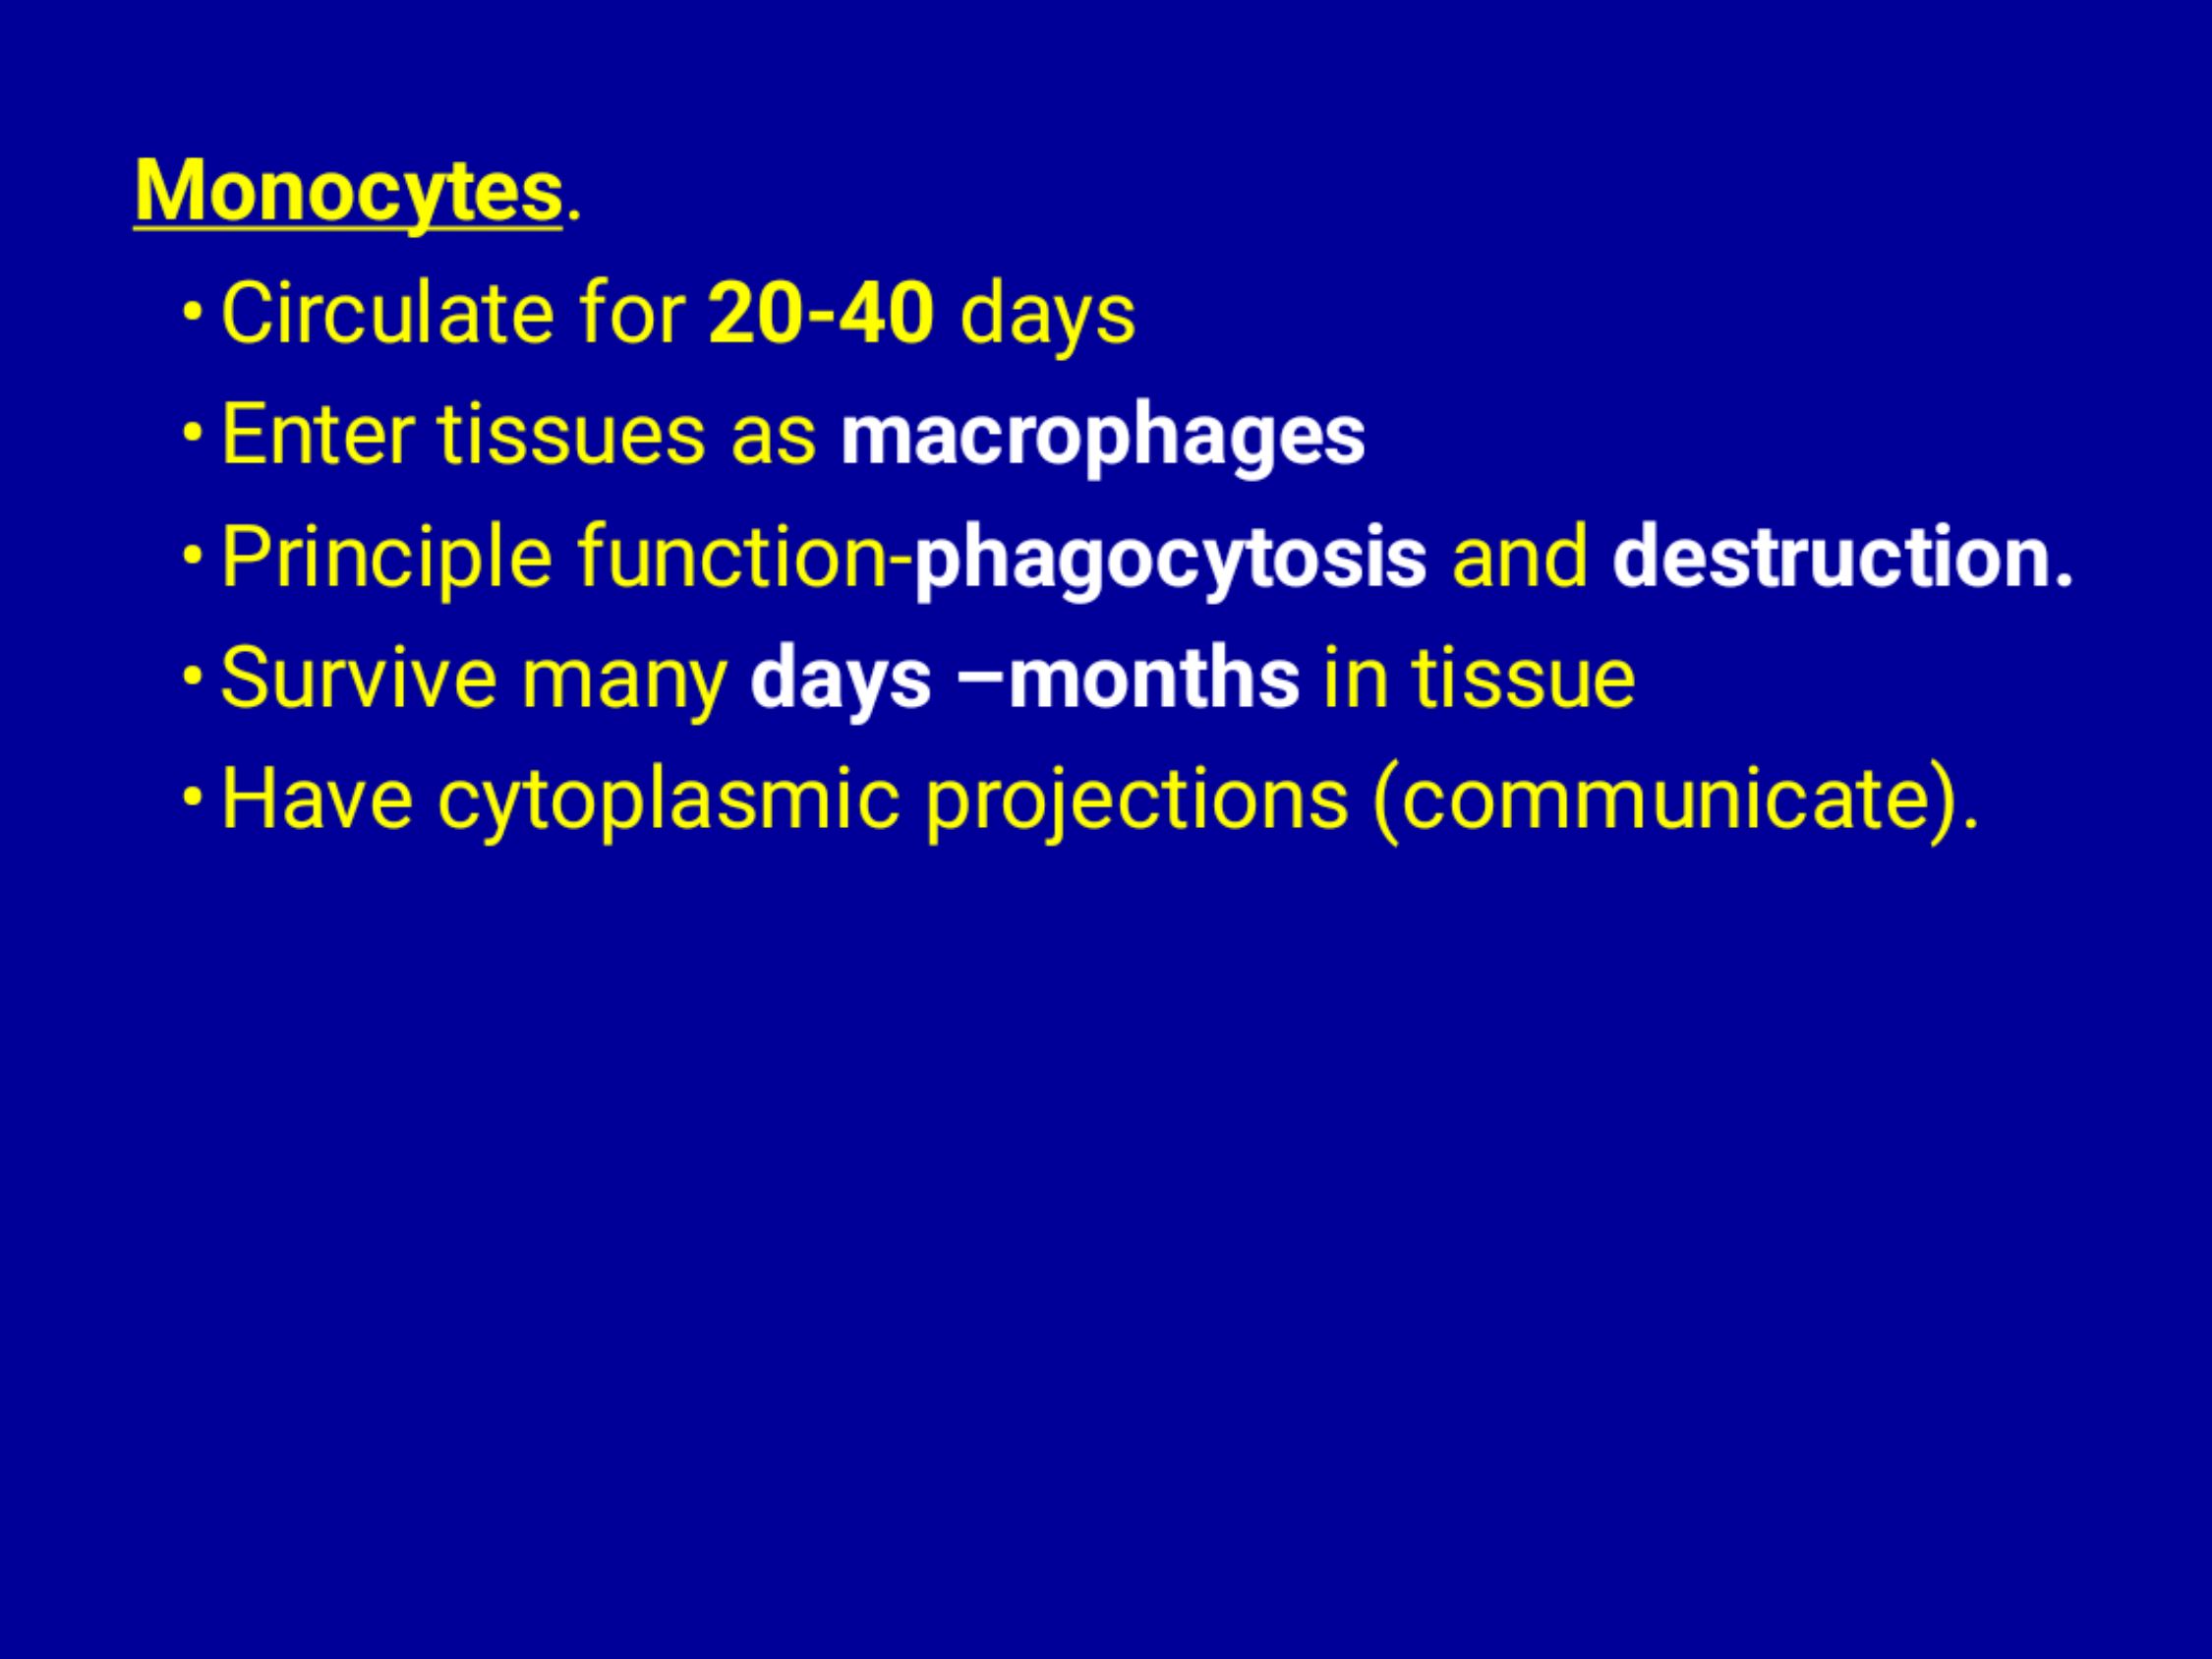 Monocytes.
• Circulate for 20-40 days
• Enter tissues as macrophages
• Principle function-phagocytosis and destruction.
• Survive many days –months in tissue
• Have cytoplasmic projections (communicate).